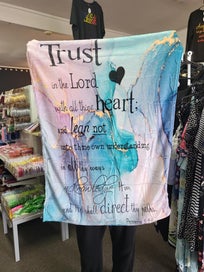 Trust
in the Lord
with all thine heart;
and lean not
unto thine own understanding
in all thy ways
acknowledge Him
and He shall direct thy paths.
Proverbs